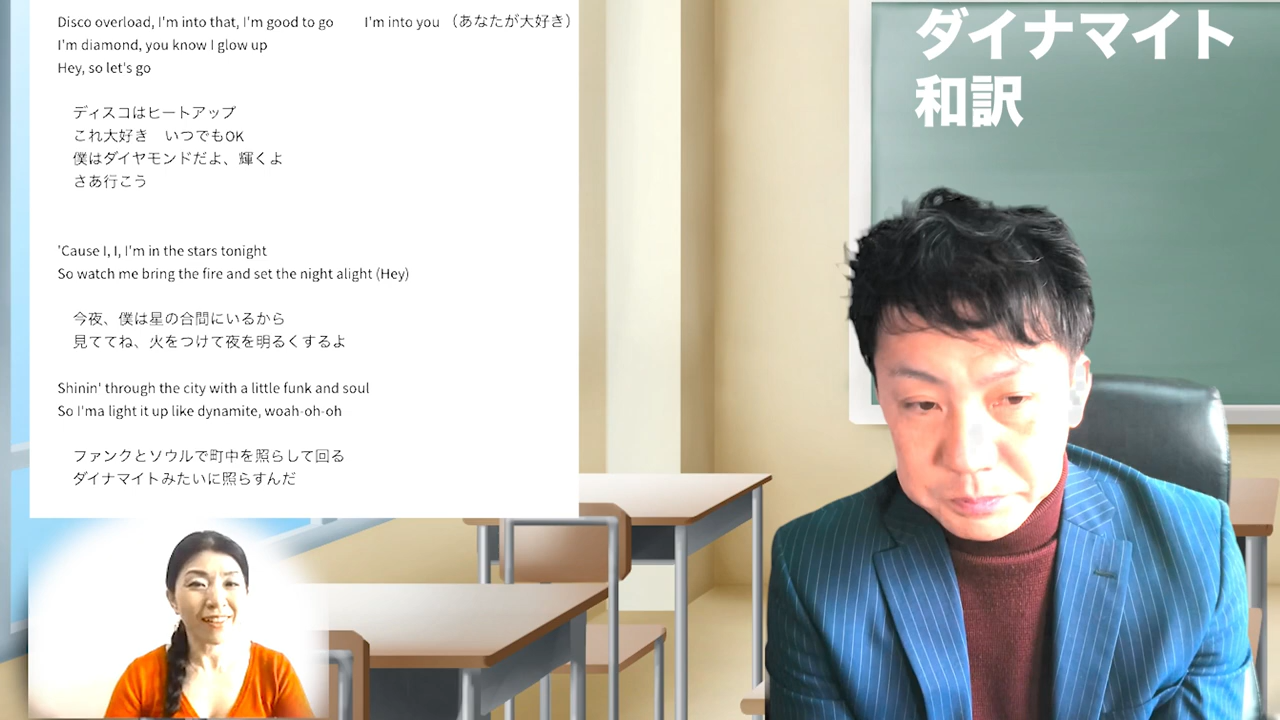 Disco overload, I'm into that, I'm good to go　　I'm into you （あなたが大好き）
I'm diamond, you know I glow up
Hey, so let's go
ディスコはヒートアップ
これ大好き　いつでもOK
僕はダイヤモンドだよ、輝くよ
さあ行こう
'Cause I, I, I'm in the stars tonight
So watch me bring the fire and set the night alight (Hey)
今夜、僕は星の合間にいるから
見ててね、火をつけて夜を明るくするよ
Shinin' through the city with a little funk and soul
So I'ma light it up like dynamite, woah-oh-oh
ファンクとソウルで町中を照らして回る
ダイナマイトみたいに照らすんだ
ダイナマイト
和訳